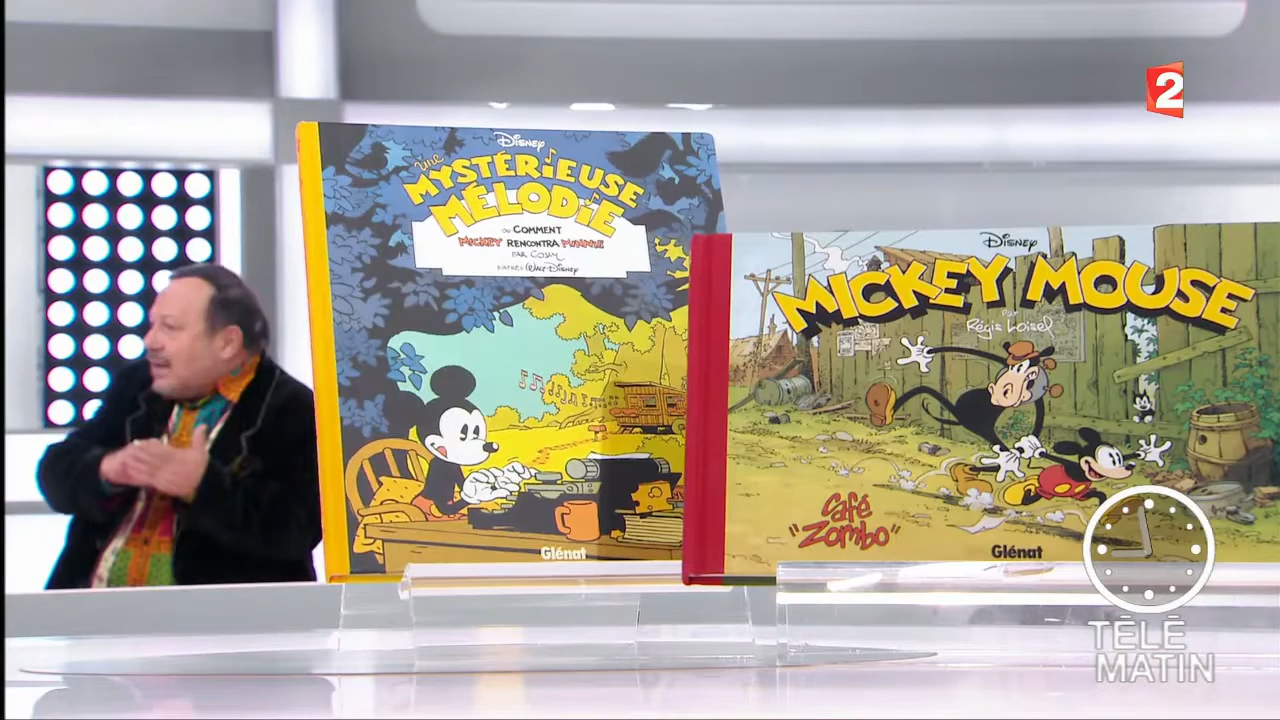 2
Disney
Une
MYSTÉRIEUSE
MÉLODIE
OU COMMENT
MICKEY RENCONTRA MINNIE
PAR COSEY
D'APRÈS WALT DISNEY
Glénat
Disney
MICKEY MOUSE
Par
Régis Loisel
Café
"Zombo"
Glénat
TÉLÉ
MATIN